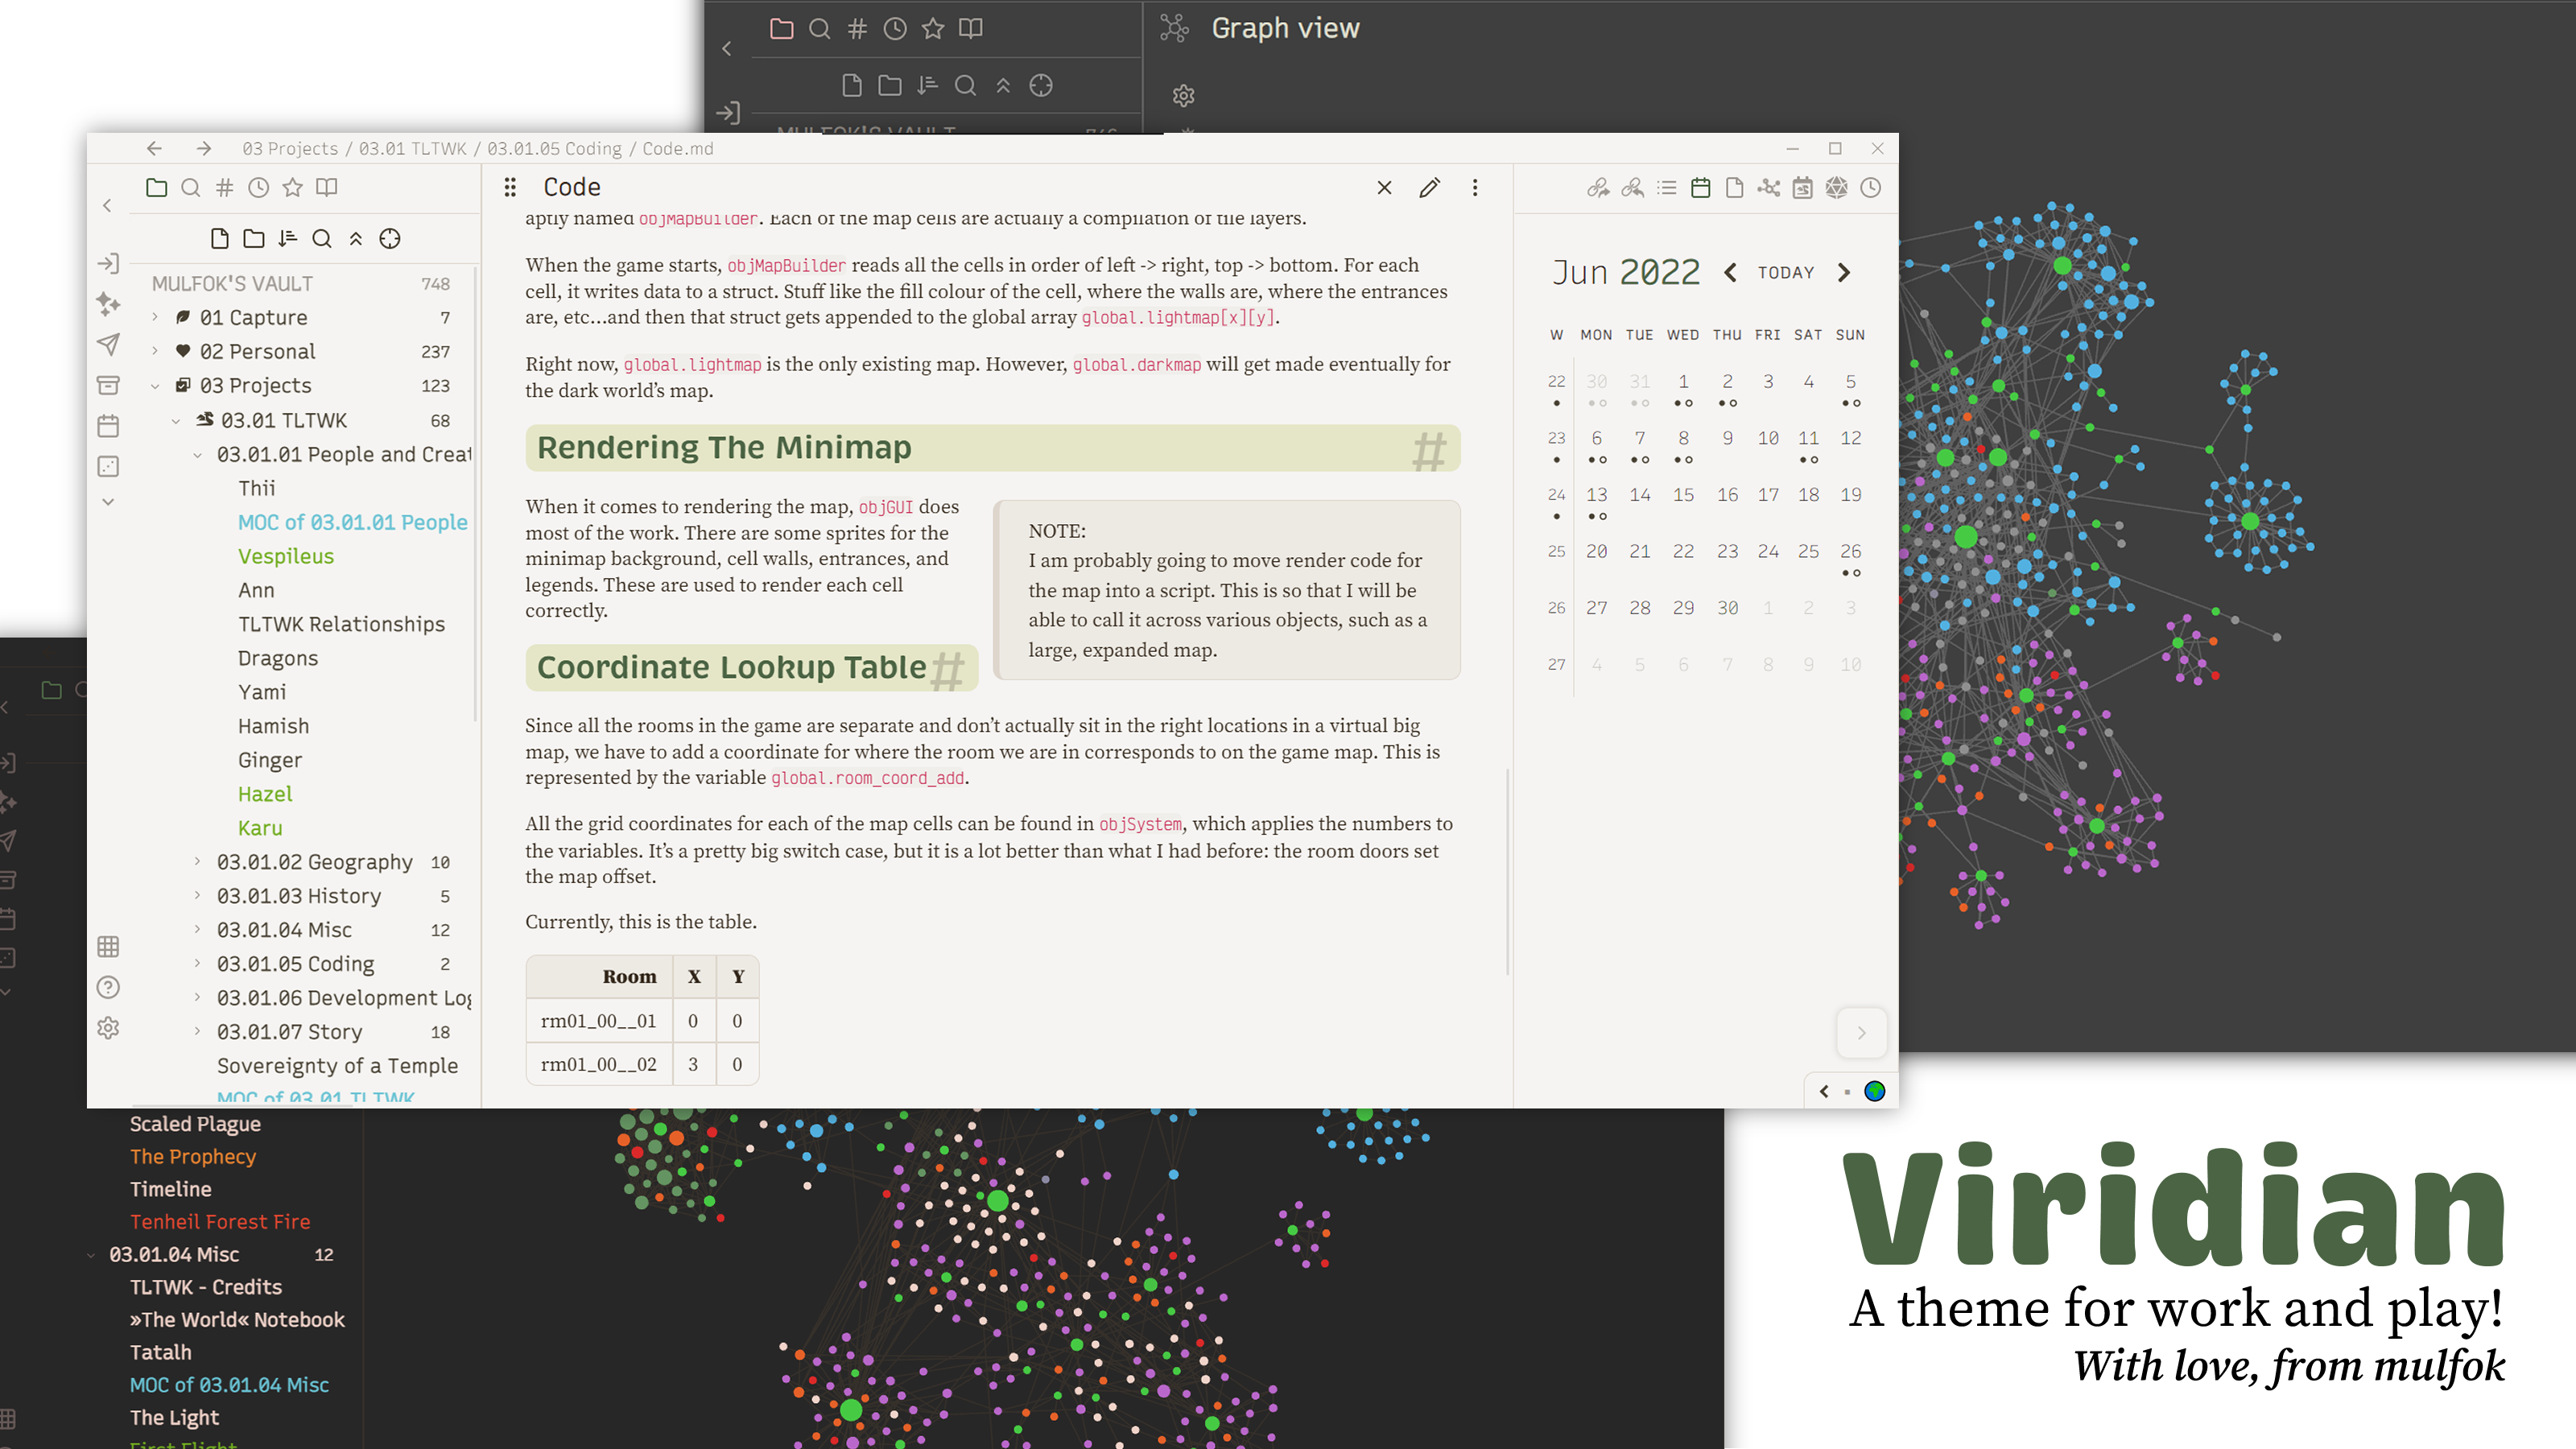 Graph view
03 Projects / 03.01 TLTWK / 03.01.05 Coding / Code.md
MULFOK'S VAULT 748
01 Capture 7
02 Personal 237
03 Projects 123
03.01 TLTWK 68
03.01.01 People and Creat
Thii
MOC of 03.01.01 People
Vespileus
Ann
TLTWK Relationships
Dragons
Yami
Hamish
Ginger
Hazel
Karu
03.01.02 Geography 10
03.01.03 History 5
03.01.04 Misc 12
03.01.05 Coding 2
03.01.06 Development Log
03.01.07 Story 18
Sovereignty of a Temple
MOC of 03.01 TLTWK
Code
aptly named objMapBuilder. Each of the map cells are actually a compilation of tile layers.
When the game starts, objMapBuilder reads all the cells in order of left -> right, top -> bottom. For each
cell, it writes data to a struct. Stuff like the fill colour of the cell, where the walls are, where the entrances
are, etc...and then that struct gets appended to the global array global.lightmap[x][y].
Right now, global.lightmap is the only existing map. However, global.darkmap will get made eventually for
the dark world's map.
Rendering The Minimap #
When it comes to rendering the map, objGUI does
most of the work. There are some sprites for the
minimap background, cell walls, entrances, and
legends. These are used to render each cell
correctly.
NOTE:
I am probably going to move render code for
the map into a script. This is so that I will be
able to call it across various objects, such as a
large, expanded map.
Coordinate Lookup Table #
Since all the rooms in the game are separate and don't actually sit in the right locations in a virtual big
map, we have to add a coordinate for where the room we are in corresponds to on the game map. This is
represented by the variable global.room_coord_add.
All the grid coordinates for each of the map cells can be found in objSystem, which applies the numbers to
the variables. It's a pretty big switch case, but it is a lot better than what I had before: the room doors set
the map offset.
Currently, this is the table.
Room X Y
rm01_00__01 0 0
rm01_00__02 3 0
Jun 2022 TODAY
W MON TUE WED THU FRI SAT SUN
22 30 31 1 2 3 4 5
23 6 7 8 9 10 11 12
24 13 14 15 16 17 18 19
25 20 21 22 23 24 25 26
26 27 28 29 30 1 2 3
27 4 5 6 7 8 9 10
Scaled Plague
The Prophecy
Timeline
Tenheil Forest Fire
03.01.04 Misc 12
TLTWK - Credits
»The World« Notebook
Tatalh
MOC of 03.01.04 Misc
The Light
First Flight
Viridian
A theme for work and play!
With love, from mulfok